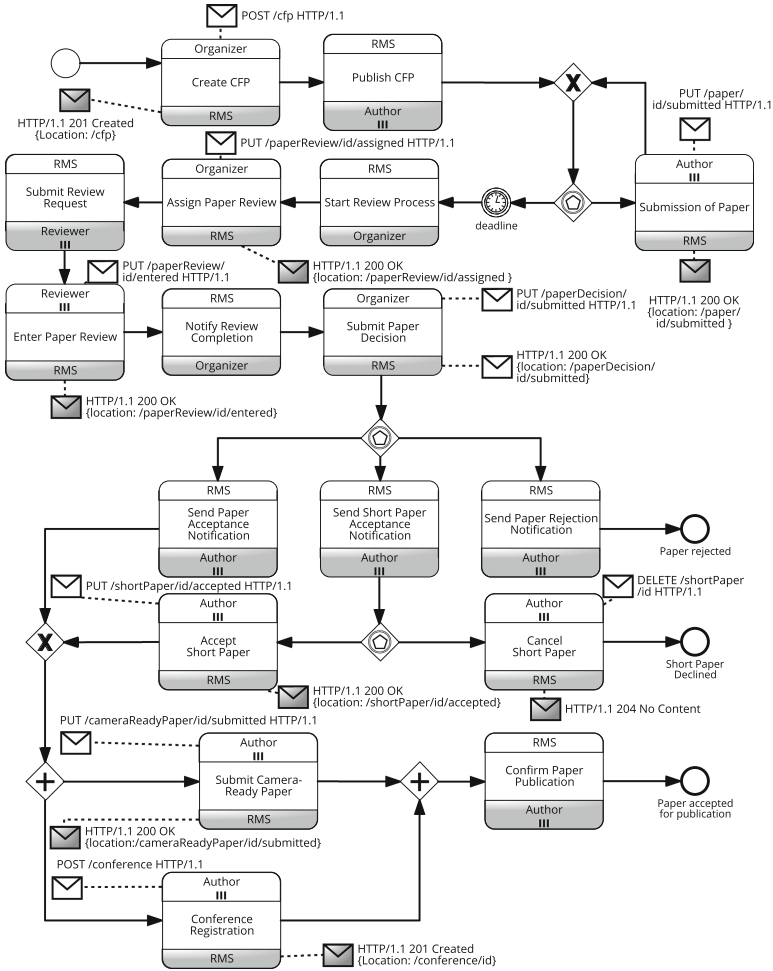 POST /cfp HTTP/1.1
Organizer
Create CFP
RMS
HTTP/1.1 201 Created
{Location: /cfp}
RMS
Publish CFP
Author
X
PUT /paper/
id/submitted HTTP/1.1
Author
Submission of Paper
RMS
HTTP/1.1 200 OK
{location: /paper/
id/submitted }
deadline
RMS
Start Review Process
Organizer
PUT /paperReview/id/assigned HTTP/1.1
Organizer
Assign Paper Review
RMS
HTTP/1.1 200 OK
{location: /paperReview/id/assigned }
RMS
Submit Review
Request
Reviewer
PUT /paperReview/
id/entered HTTP/1.1
Reviewer
Enter Paper Review
RMS
HTTP/1.1 200 OK
{location: /paperReview/id/entered}
RMS
Notify Review
Completion
Organizer
Organizer
Submit Paper
Decision
RMS
PUT /paperDecision/
id/submitted HTTP/1.1
HTTP/1.1 200 OK
{location: /paperDecision/
id/submitted}
RMS
Send Paper
Acceptance
Notification
Author
RMS
Send Short Paper
Acceptance
Notification
Author
RMS
Send Paper Rejection
Notification
Author
Paper rejected
PUT /shortPaper/id/accepted HTTP/1.1
Author
Accept
Short Paper
RMS
HTTP/1.1 200 OK
{location: /shortPaper/id/accepted}
X
DELETE /shortPaper
/id HTTP/1.1
Author
Cancel
Short Paper
RMS
HTTP/1.1 204 No Content
Short Paper
Declined
PUT /cameraReadyPaper/id/submitted HTTP/1.1
Author
Submit Camera-
Ready Paper
RMS
HTTP/1.1 200 OK
{location:/cameraReadyPaper/id/submitted}
RMS
Confirm Paper
Publication
Author
Paper accepted
for publication
POST /conference HTTP/1.1
Author
Conference
Registration
RMS
HTTP/1.1 201 Created
{Location: /conference/id}